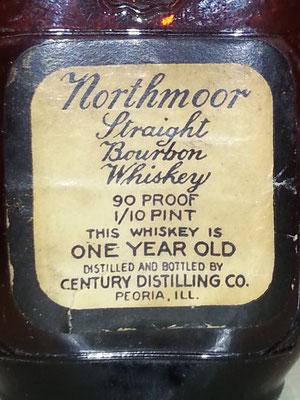 Northmoor
Straight
Bourbon
Whiskey
90 PROOF
1/10 PINT
THIS WHISKEY IS
ONE YEAR OLD
DISTILLED AND BOTTLED BY
CENTURY DISTILLING CO.
PEORIA, ILL.